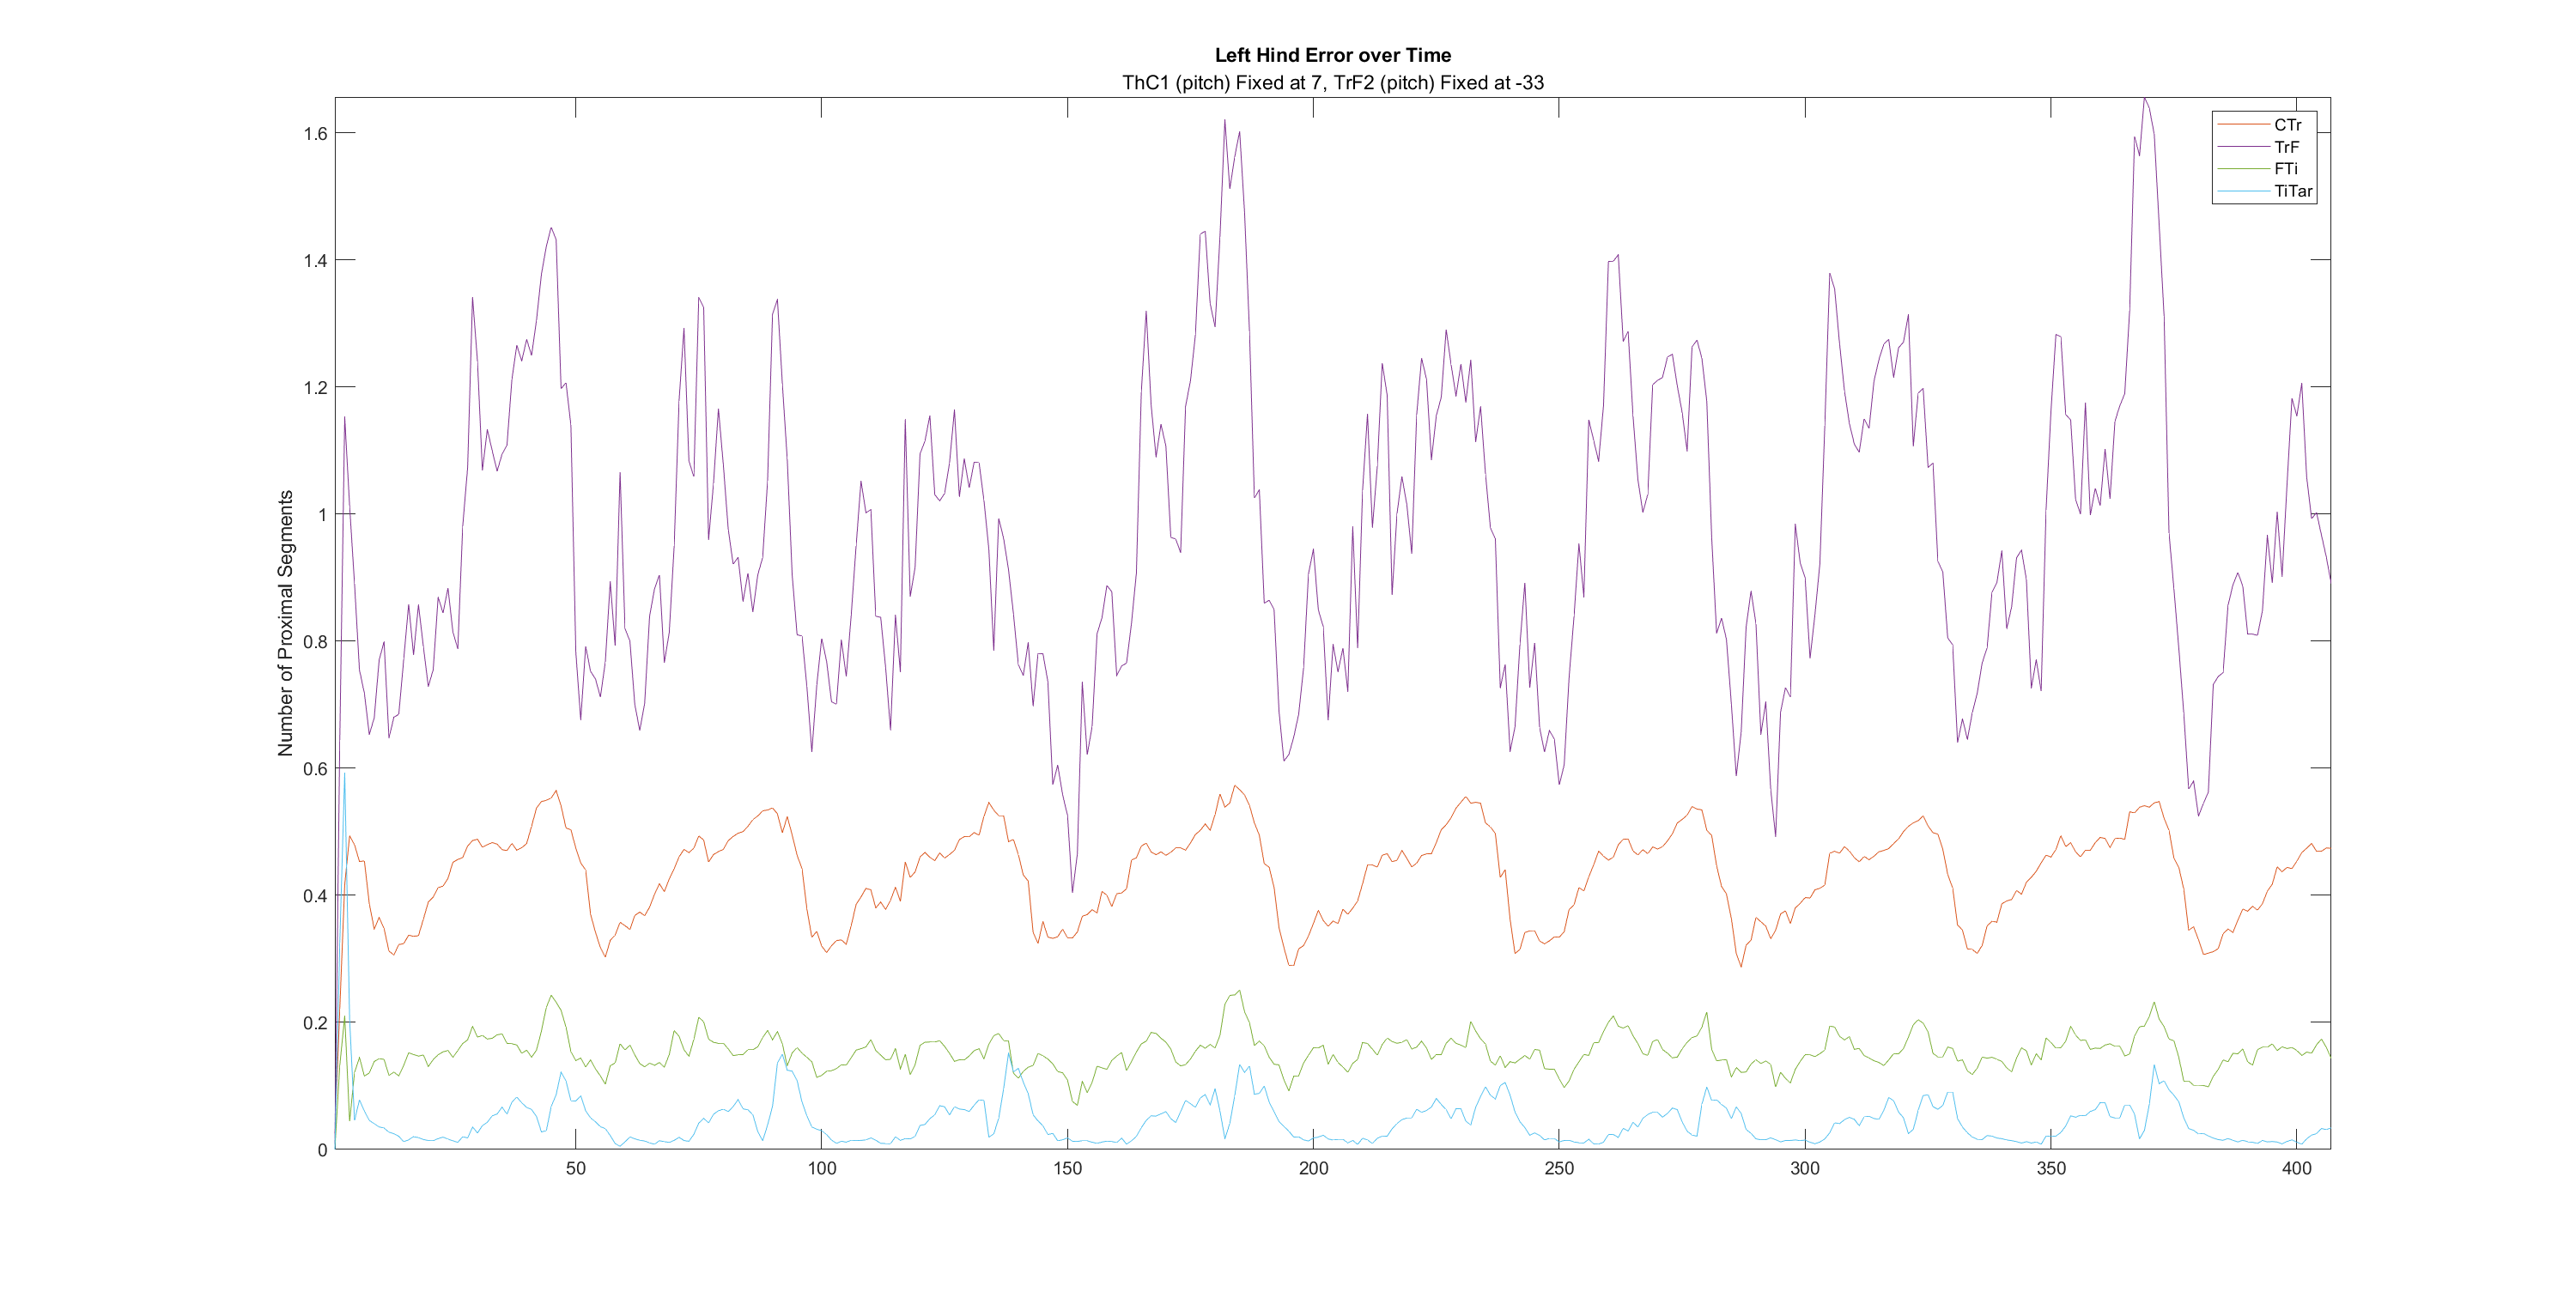 Left Hind Error over Time
ThC1 (pitch) Fixed at 7, TrF2 (pitch) Fixed at -33
CTr
TrF
FTi
TiTar
Number of Proximal Segments
1.6
1.4
1.2
1
0.8
0.6
0.4
0.2
0
50 100 150 200 250 300 350 400